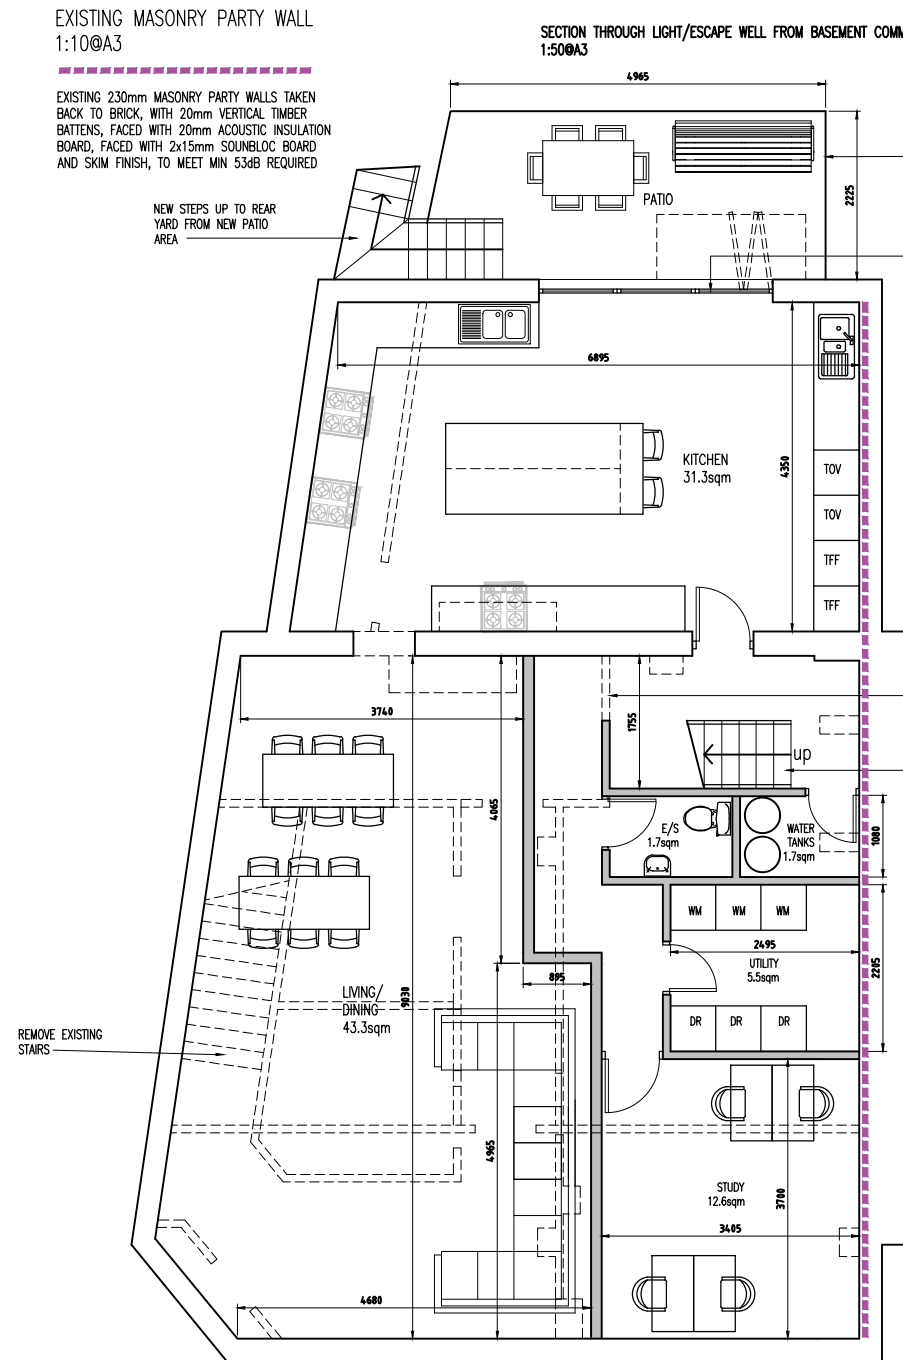 EXISTING MASONRY PARTY WALL
1:10@A3
EXISTING 230mm MASONRY PARTY WALLS TAKEN
BACK TO BRICK, WITH 20mm VERTICAL TIMBER
BATTENS, FACED WITH 20mm ACOUSTIC INSULATION
BOARD, FACED WITH 2x15mm SOUNBLOC BOARD
AND SKIM FINISH, TO MEET MIN 53dB REQUIRED
SECTION THROUGH LIGHT/ESCAPE WELL FROM BASEMENT COMM
1:50@A3
4965
2225
PATIO
NEW STEPS UP TO REAR
YARD FROM NEW PATIO
AREA
6895
KITCHEN
31.3sqm
4350
TOV
TOV
TFF
TFF
3740
1755
up
4065
E/S
1.7sqm
WATER
TANKS
1.7sqm
1080
WM
WM
WM
2495
UTILITY
5.5sqm
2205
895
LIVING/
DINING
43.3sqm
9030
DR
DR
DR
REMOVE EXISTING
STAIRS
4965
STUDY
12.6sqm
3700
3405
4680